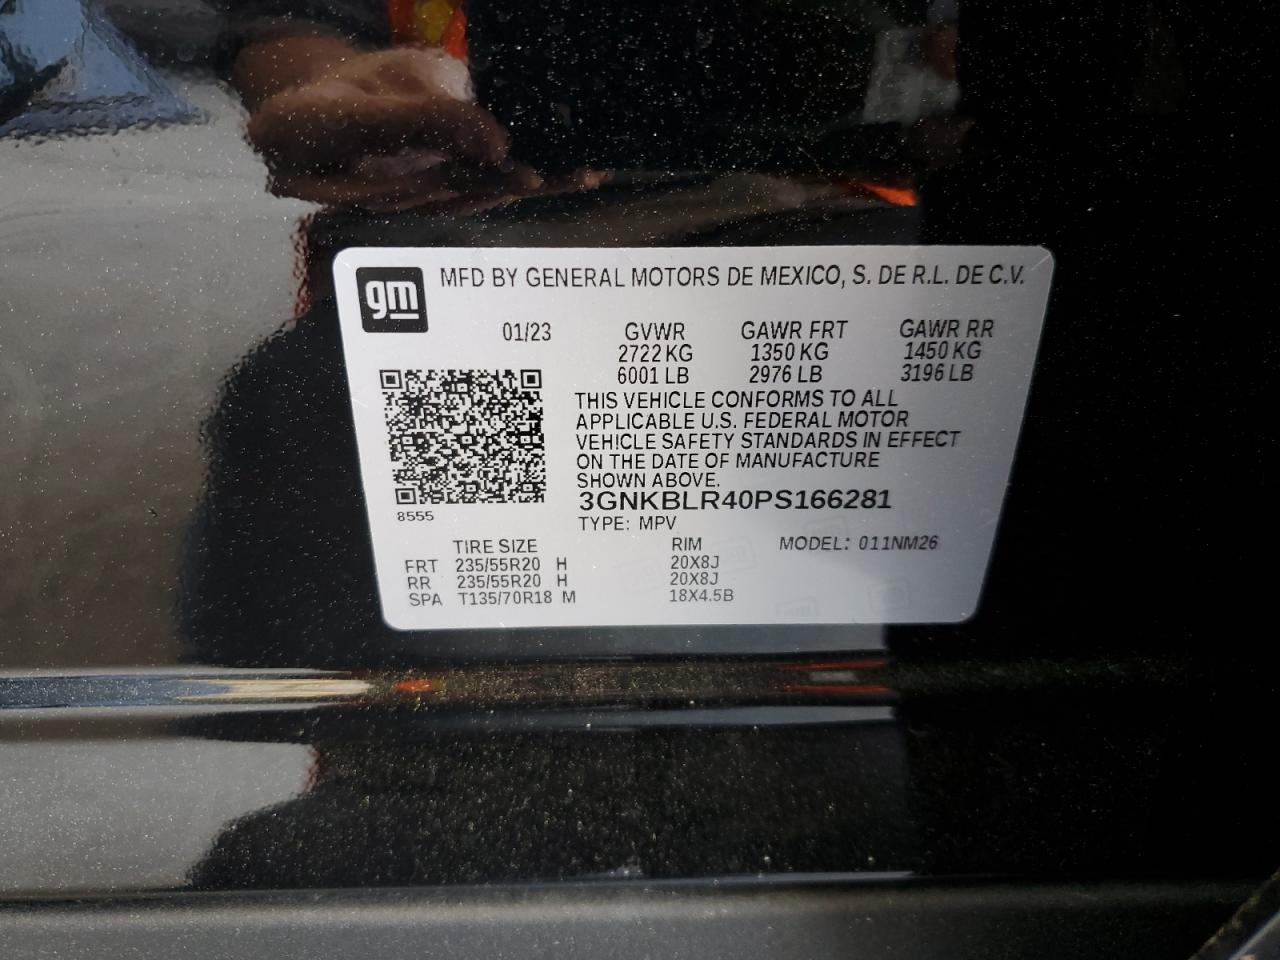 gm
MFD BY GENERAL MOTORS DE MEXICO, S. DE R.L. DE C.V.
01/23 GVWR GAWR FRT GAWR RR
2722 KG 1350 KG 1450 KG
6001 LB 2976 LB 3196 LB
THIS VEHICLE CONFORMS TO ALL
APPLICABLE U.S. FEDERAL MOTOR
VEHICLE SAFETY STANDARDS IN EFFECT
ON THE DATE OF MANUFACTURE
SHOWN ABOVE.
3GNKBLR40PS166281
8555
TYPE: MPV
TIRE SIZE RIM MODEL: 011NM26
FRT 235/55R20 H 20X8J
RR 235/55R20 H 20X8J
SPA T135/70R18 M 18X4.5B